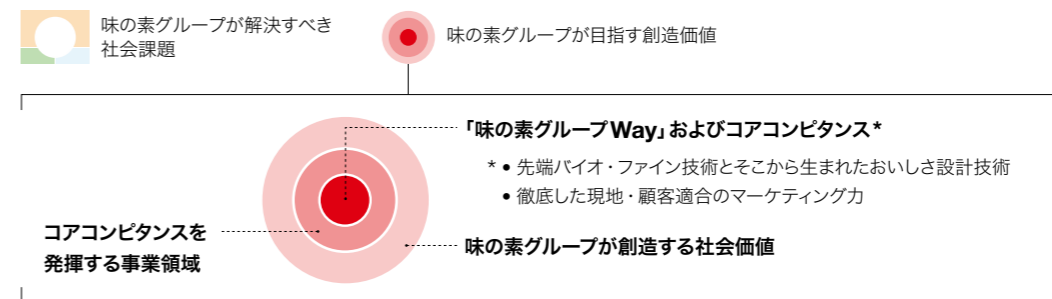 味の素グループが解決すべき
社会課題
味の素グループが目指す創造価値
「味の素グループWay」およびコアコンピタンス*
* • 先端バイオ・ファイン技術とそこから生まれたおいしさ設計技術
• 徹底した現地・顧客適合のマーケティング力
コアコンピタンスを
発揮する事業領域
味の素グループが創造する社会価値